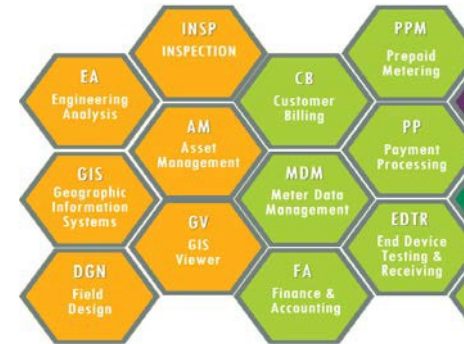 INSP
INSPECTION
PPM
Prepaid
Metering
EA
Engineering
Analysis
CB
Customer
Billing
AM
Asset
Management
PP
Payment
Processing
GIS
Geographic
Information
Systems
MDM
Meter Data
Management
GV
GIS
Viewer
EDTR
End Device
Testing &
Receiving
DGN
Field
Design
FA
Finance &
Accounting